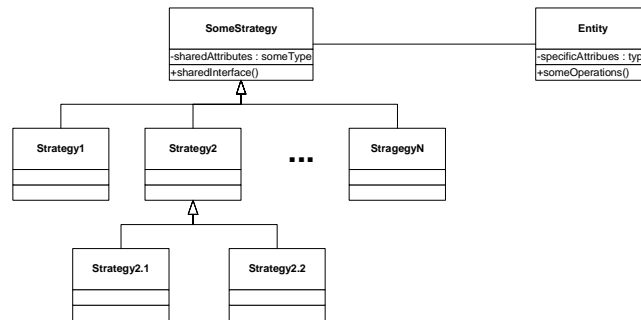 SomeStrategy
Entity
-sharedAttributes : someType
-specificAttribues : typ
+sharedInterface()
+someOperations()
Strategy1
Strategy2
...
StragegyN
Strategy2.1
Strategy2.2